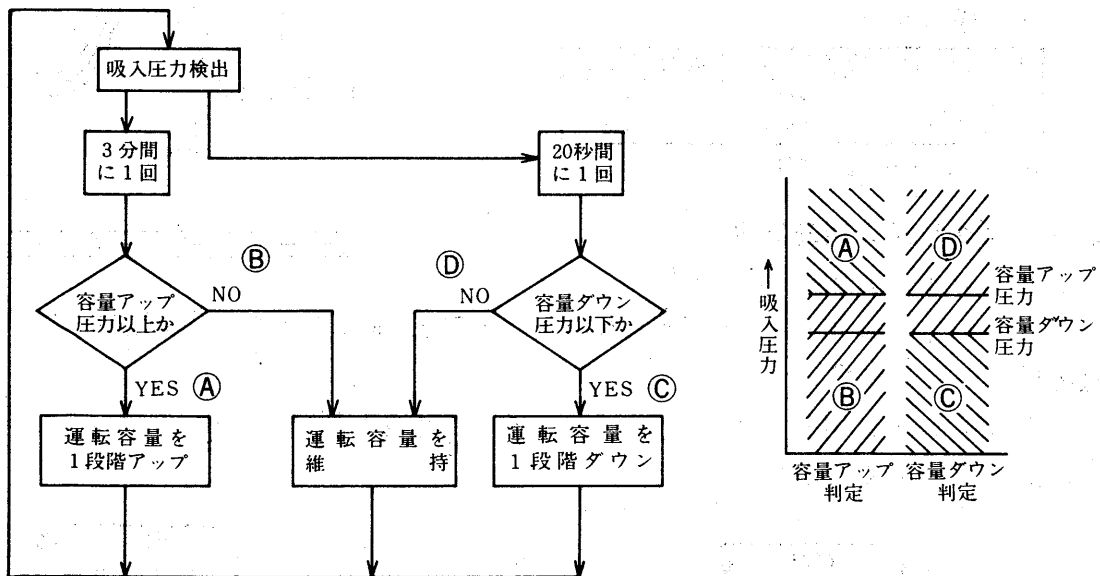 吸入圧力検出
3分間
に1回
20秒間
に1回
Ⓑ
Ⓓ
NO
NO
容量アップ
圧力以上か
容量ダウン
圧力以下か
YES Ⓐ
YES Ⓒ
運転容量を
1段階アップ
運転容量を
維持
運転容量を
1段階ダウン
↑吸入圧力
Ⓐ
Ⓓ
容量アップ
圧力
容量ダウン
圧力
Ⓑ
Ⓒ
容量アップ
判定
容量ダウン
判定